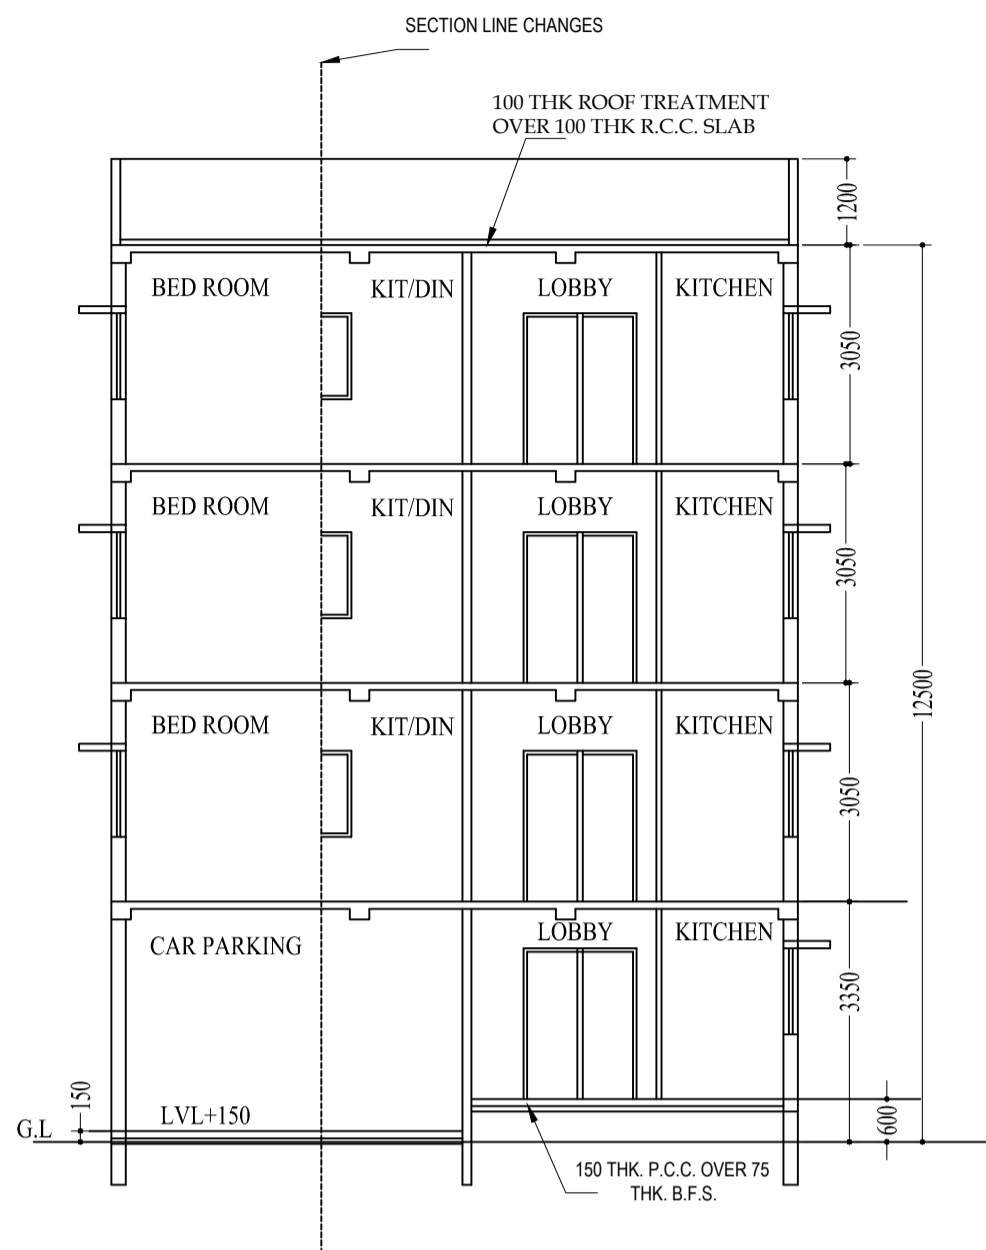 SECTION LINE CHANGES
100 THK ROOF TREATMENT
OVER 100 THK R.C.C. SLAB
1200
BED ROOM
KIT/DIN
LOBBY
KITCHEN
3050
BED ROOM
KIT/DIN
LOBBY
KITCHEN
3050
12500
BED ROOM
KIT/DIN
LOBBY
KITCHEN
3050
CAR PARKING
LOBBY
KITCHEN
3350
150
LVL+150
G.L
600
150 THK. P.C.C. OVER 75
THK. B.F.S.